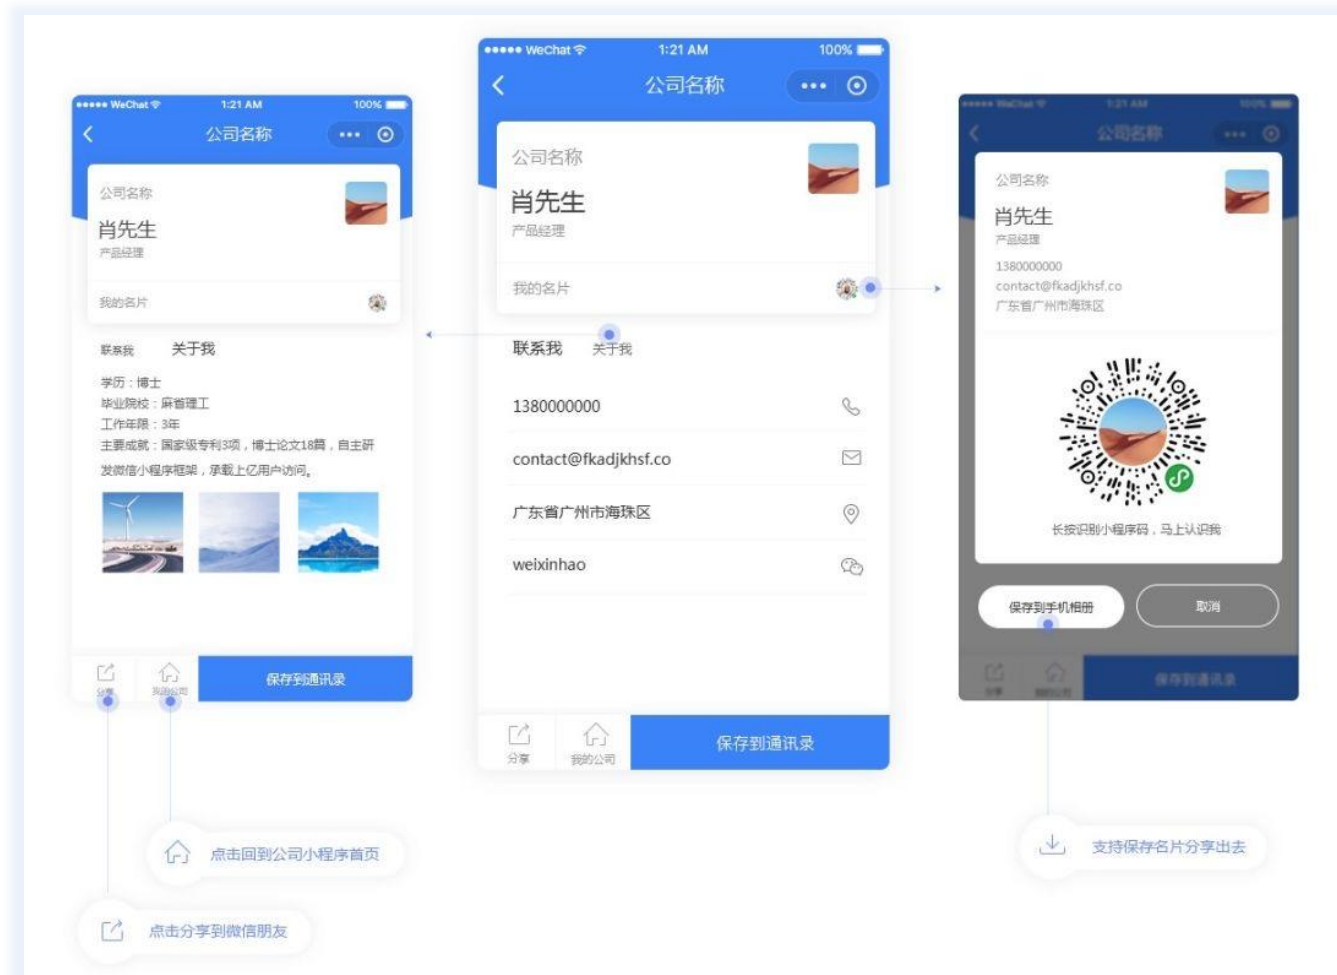 WeChat 1:21 AM 100%
公司名称
公司名称
肖先生
产品经理
我的名片
联系我 关于我
学历：博士
毕业院校：麻省理工
工作年限：3年
主要成就：国家级专利3项，博士论文18篇，自主研
发微信小程序框架，承载上亿用户访问。
分享 我的公司 保存到通讯录
点击回到公司小程序首页
点击分享到微信朋友
WeChat 1:21 AM 100%
公司名称
公司名称
肖先生
产品经理
我的名片
联系我 关于我
1380000000
contact@fkadjkhsf.co
广东省广州市海珠区
weixinhao
分享 我的公司 保存到通讯录
WeChat 1:21 AM 100%
公司名称
公司名称
肖先生
产品经理
1380000000
contact@fkadjkhsf.co
广东省广州市海珠区
长按识别小程序码，马上认识我
保存到手机相册 取消
分享 我的公司 保存到通讯录
支持保存名片分享出去